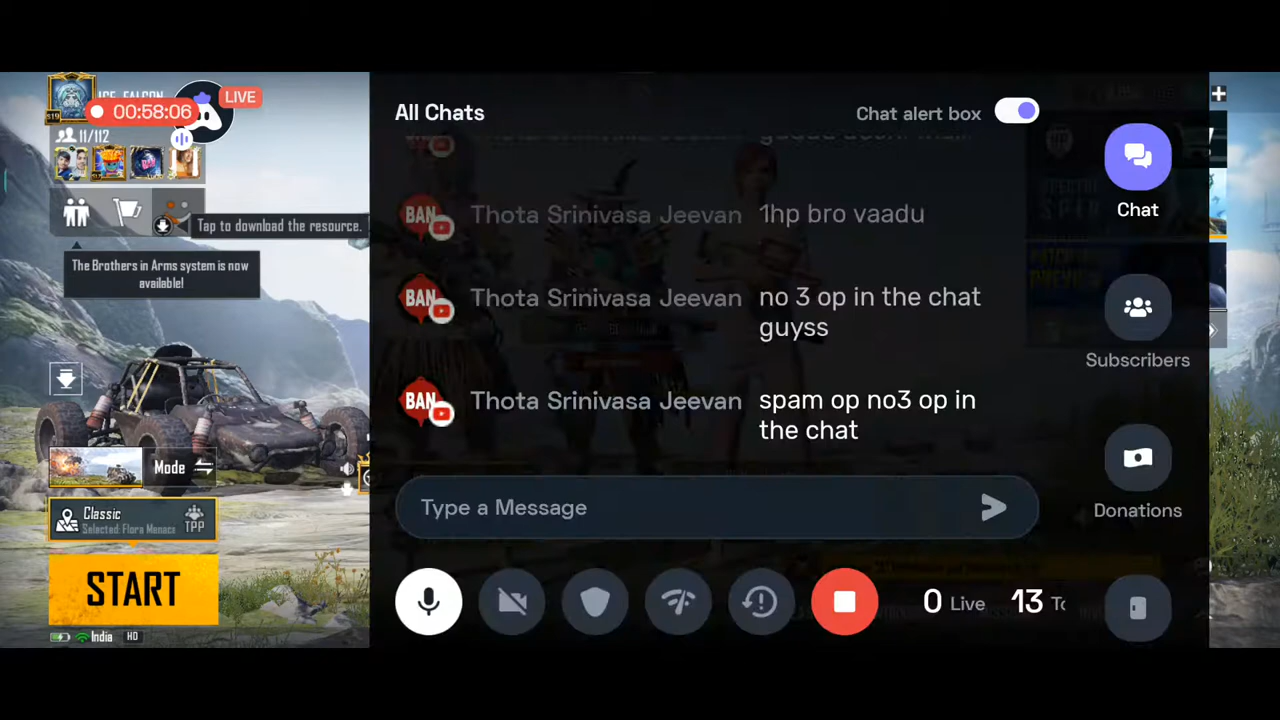 LIVE
00:58:06
11/112
Tap to download the resource.
The Brothers in Arms system is now
available!
Mode
Classic
Selected: Flora Menace
TPP
START
India
HD
All Chats
Chat alert box
BAN
Thota Srinivasa Jeevan
1hp bro vaadu
BAN
Thota Srinivasa Jeevan
no 3 op in the chat
guyss
BAN
Thota Srinivasa Jeevan
spam op no3 op in
the chat
Type a Message
0 Live
13
Chat
Subscribers
Donations